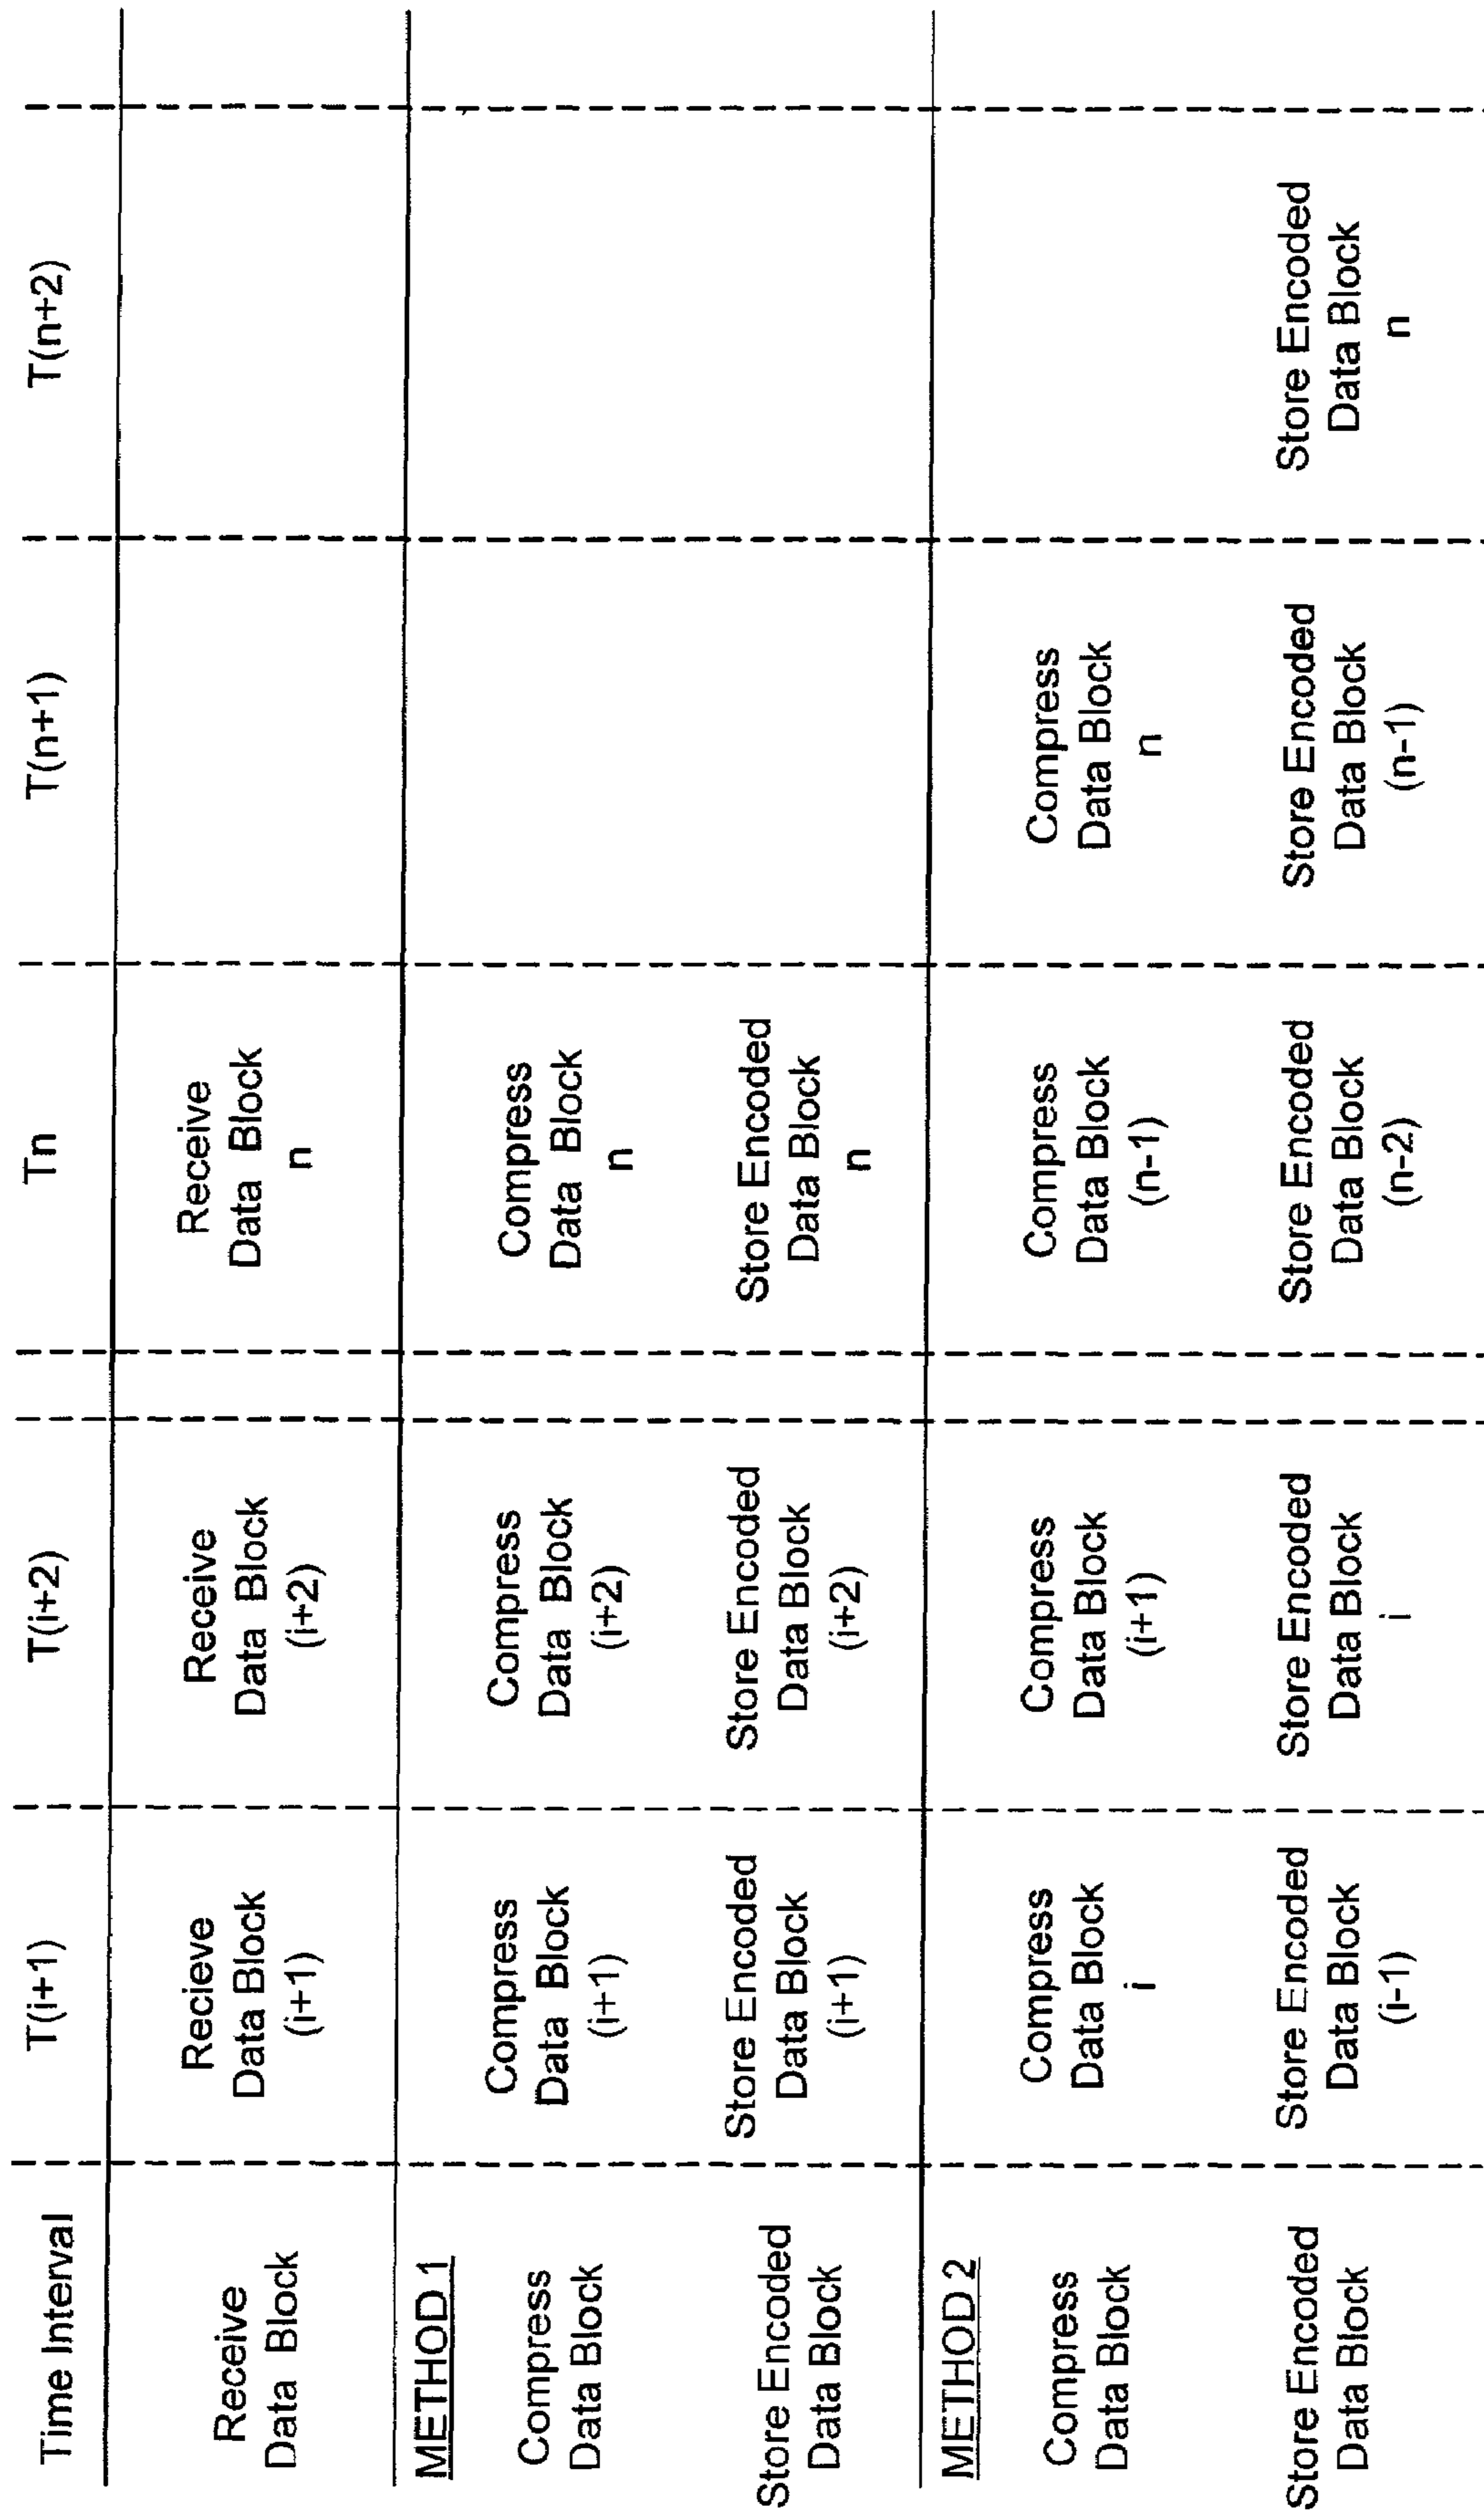 Time Interval
T(i+1)
T(i+2)
Tn
T(n+1)
T(n+2)
Receive
Data Block
Recieve
Data Block
(i+1)
Receive
Data Block
(i+2)
Receive
Data Block
n
METHOD 1
Compress
Data Block
Compress
Data Block
(i+1)
Compress
Data Block
(i+2)
Compress
Data Block
n
Store Encoded
Data Block
Store Encoded
Data Block
(i+1)
Store Encoded
Data Block
(i+2)
Store Encoded
Data Block
n
METHOD 2
Compress
Data Block
Compress
Data Block
i
Compress
Data Block
(i+1)
Compress
Data Block
(n-1)
Compress
Data Block
n
Store Encoded
Data Block
Store Encoded
Data Block
(i-1)
Store Encoded
Data Block
i
Store Encoded
Data Block
(n-2)
Store Encoded
Data Block
(n-1)
Store Encoded
Data Block
n